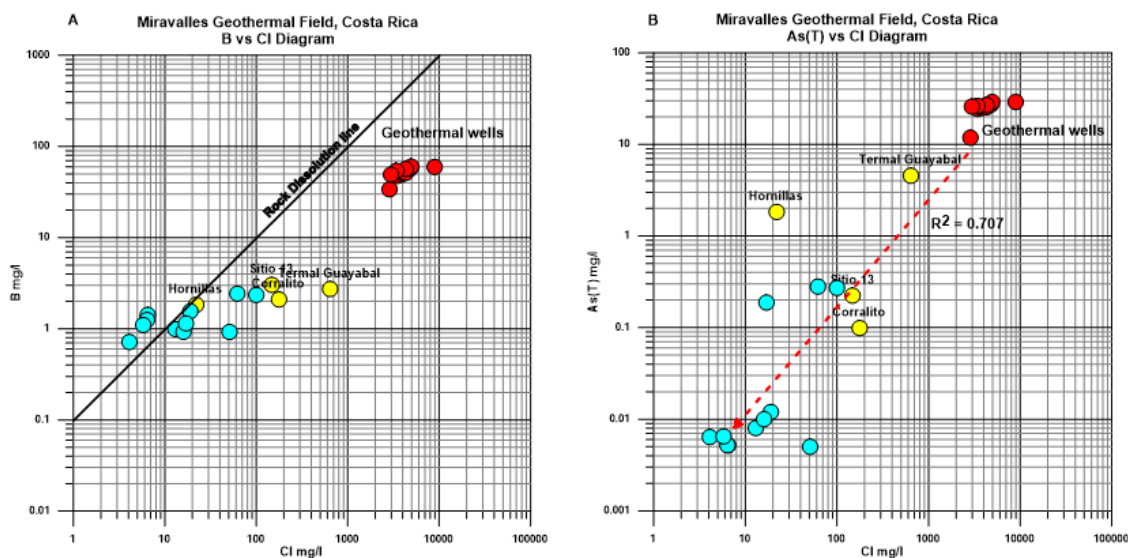 A
Miravalles Geothermal Field, Costa Rica
B vs Cl Diagram
1000
100
10
1
0.1
0.01
B mg/l
Rock Dissolution line
Geothermal wells
Sitio 13
Termal Guayabal
Hornillas
Corralito
1
10
100
1000
10000
100000
Cl mg/l
B
Miravalles Geothermal Field, Costa Rica
As(T) vs Cl Diagram
100
10
1
0.1
0.01
0.001
As(T) mg/l
Geothermal wells
Termal Guayabal
Hornillas
R2 = 0.707
Sitio 13
Corralito
1
10
100
1000
10000
100000
Cl mg/l